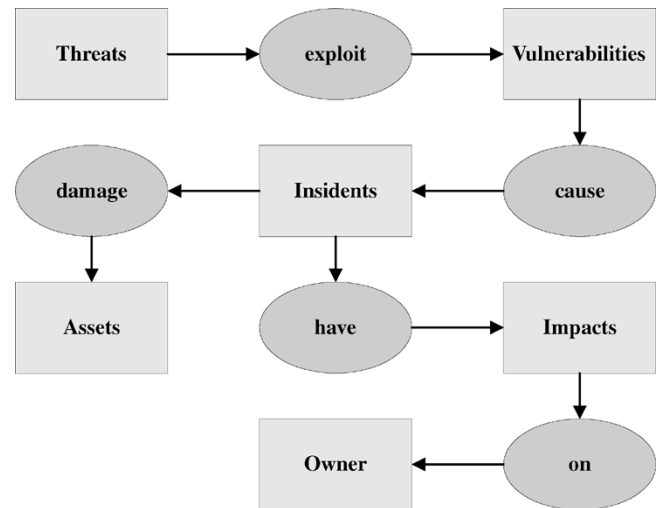 Threats
exploit
Vulnerabilities
damage
Insidents
cause
Assets
have
Impacts
Owner
on